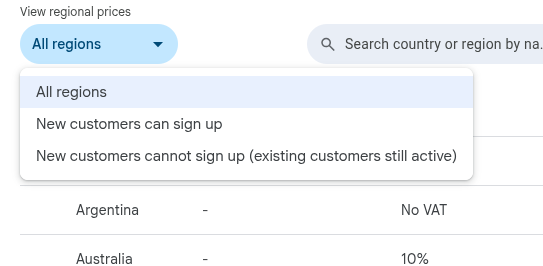 View regional prices
All regions
Search country or region by na.
All regions
New customers can sign up
New customers cannot sign up (existing customers still active)
Argentina - No VAT
Australia - 10%